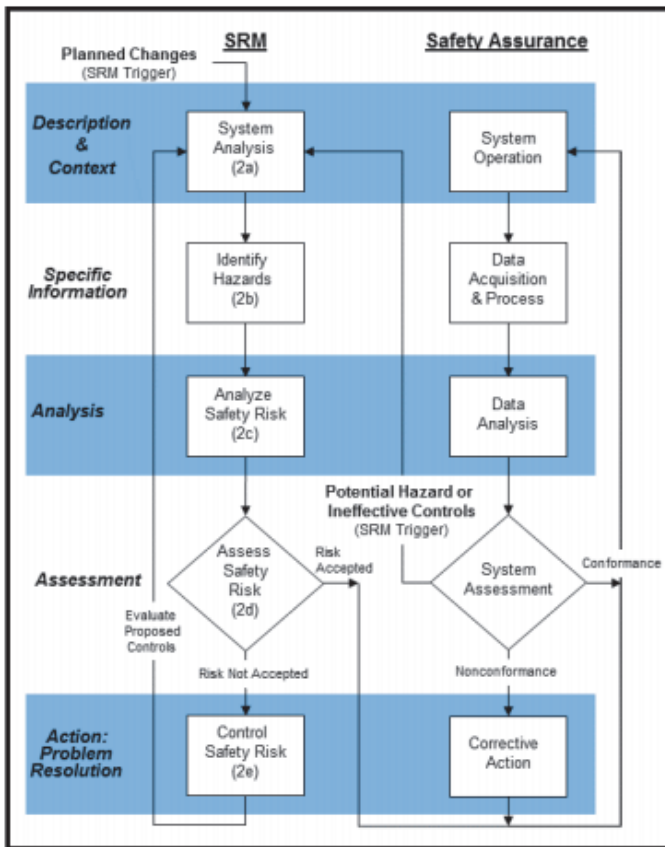 SRM
Safety Assurance
Planned Changes
(SRM Trigger)
Description
&
Context
System
Analysis
(2a)
System
Operation
Specific
Information
Identify
Hazards
(2b)
Data
Acquisition
& Process
Analysis
Analyze
Safety Risk
(2c)
Data
Analysis
Potential Hazard or
Ineffective Controls
(SRM Trigger)
Assessment
Assess
Safety
Risk
(2d)
Risk
Accepted
System
Assessment
Conformance
Evaluate
Proposed
Controls
Risk Not Accepted
Nonconformance
Action:
Problem
Resolution
Control
Safety Risk
(2e)
Corrective
Action